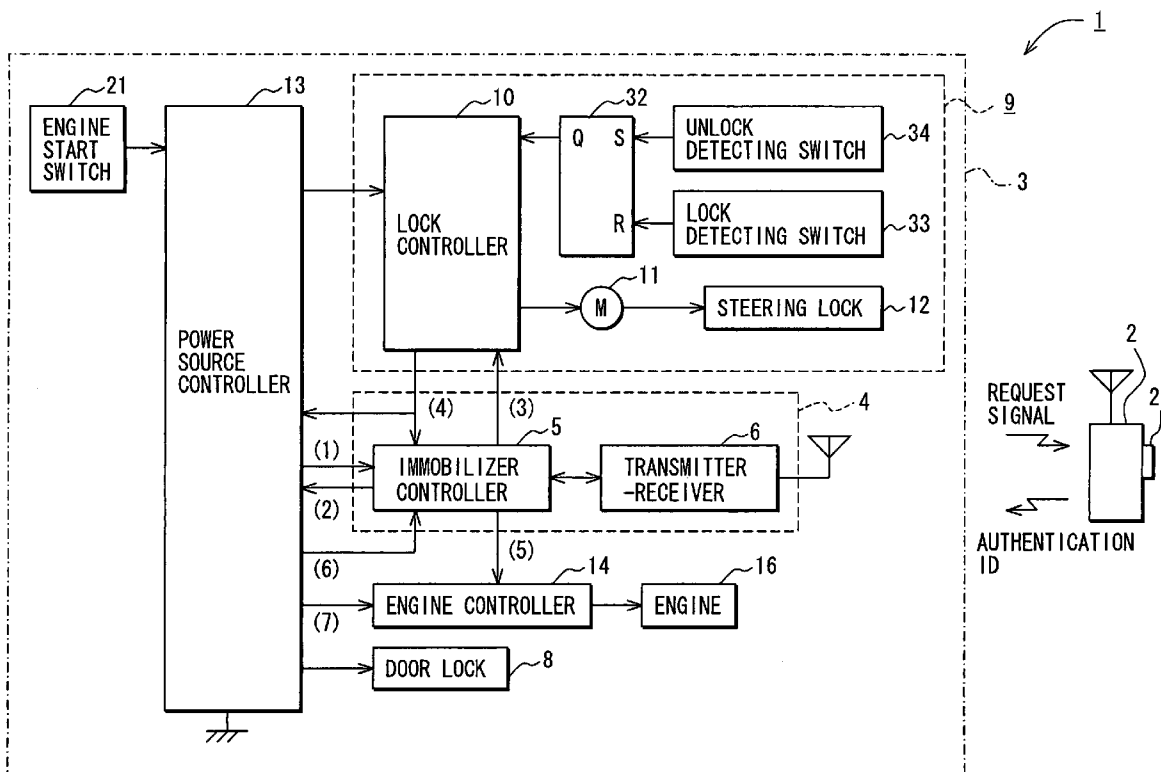 1
21
13
10
32
9
ENGINE
START
SWITCH
Q
S
R
UNLOCK
DETECTING SWITCH
34
3
LOCK
DETECTING SWITCH
33
LOCK
CONTROLLER
11
M
STEERING LOCK
12
POWER
SOURCE
CONTROLLER
(4)
(3)
4
5
6
(1)
IMMOBILIZER
CONTROLLER
TRANSMITTER
-RECEIVER
(2)
(6)
(5)
14
16
(7)
ENGINE CONTROLLER
ENGINE
DOOR LOCK
8
2
REQUEST
SIGNAL
2
AUTHENTICATION
ID